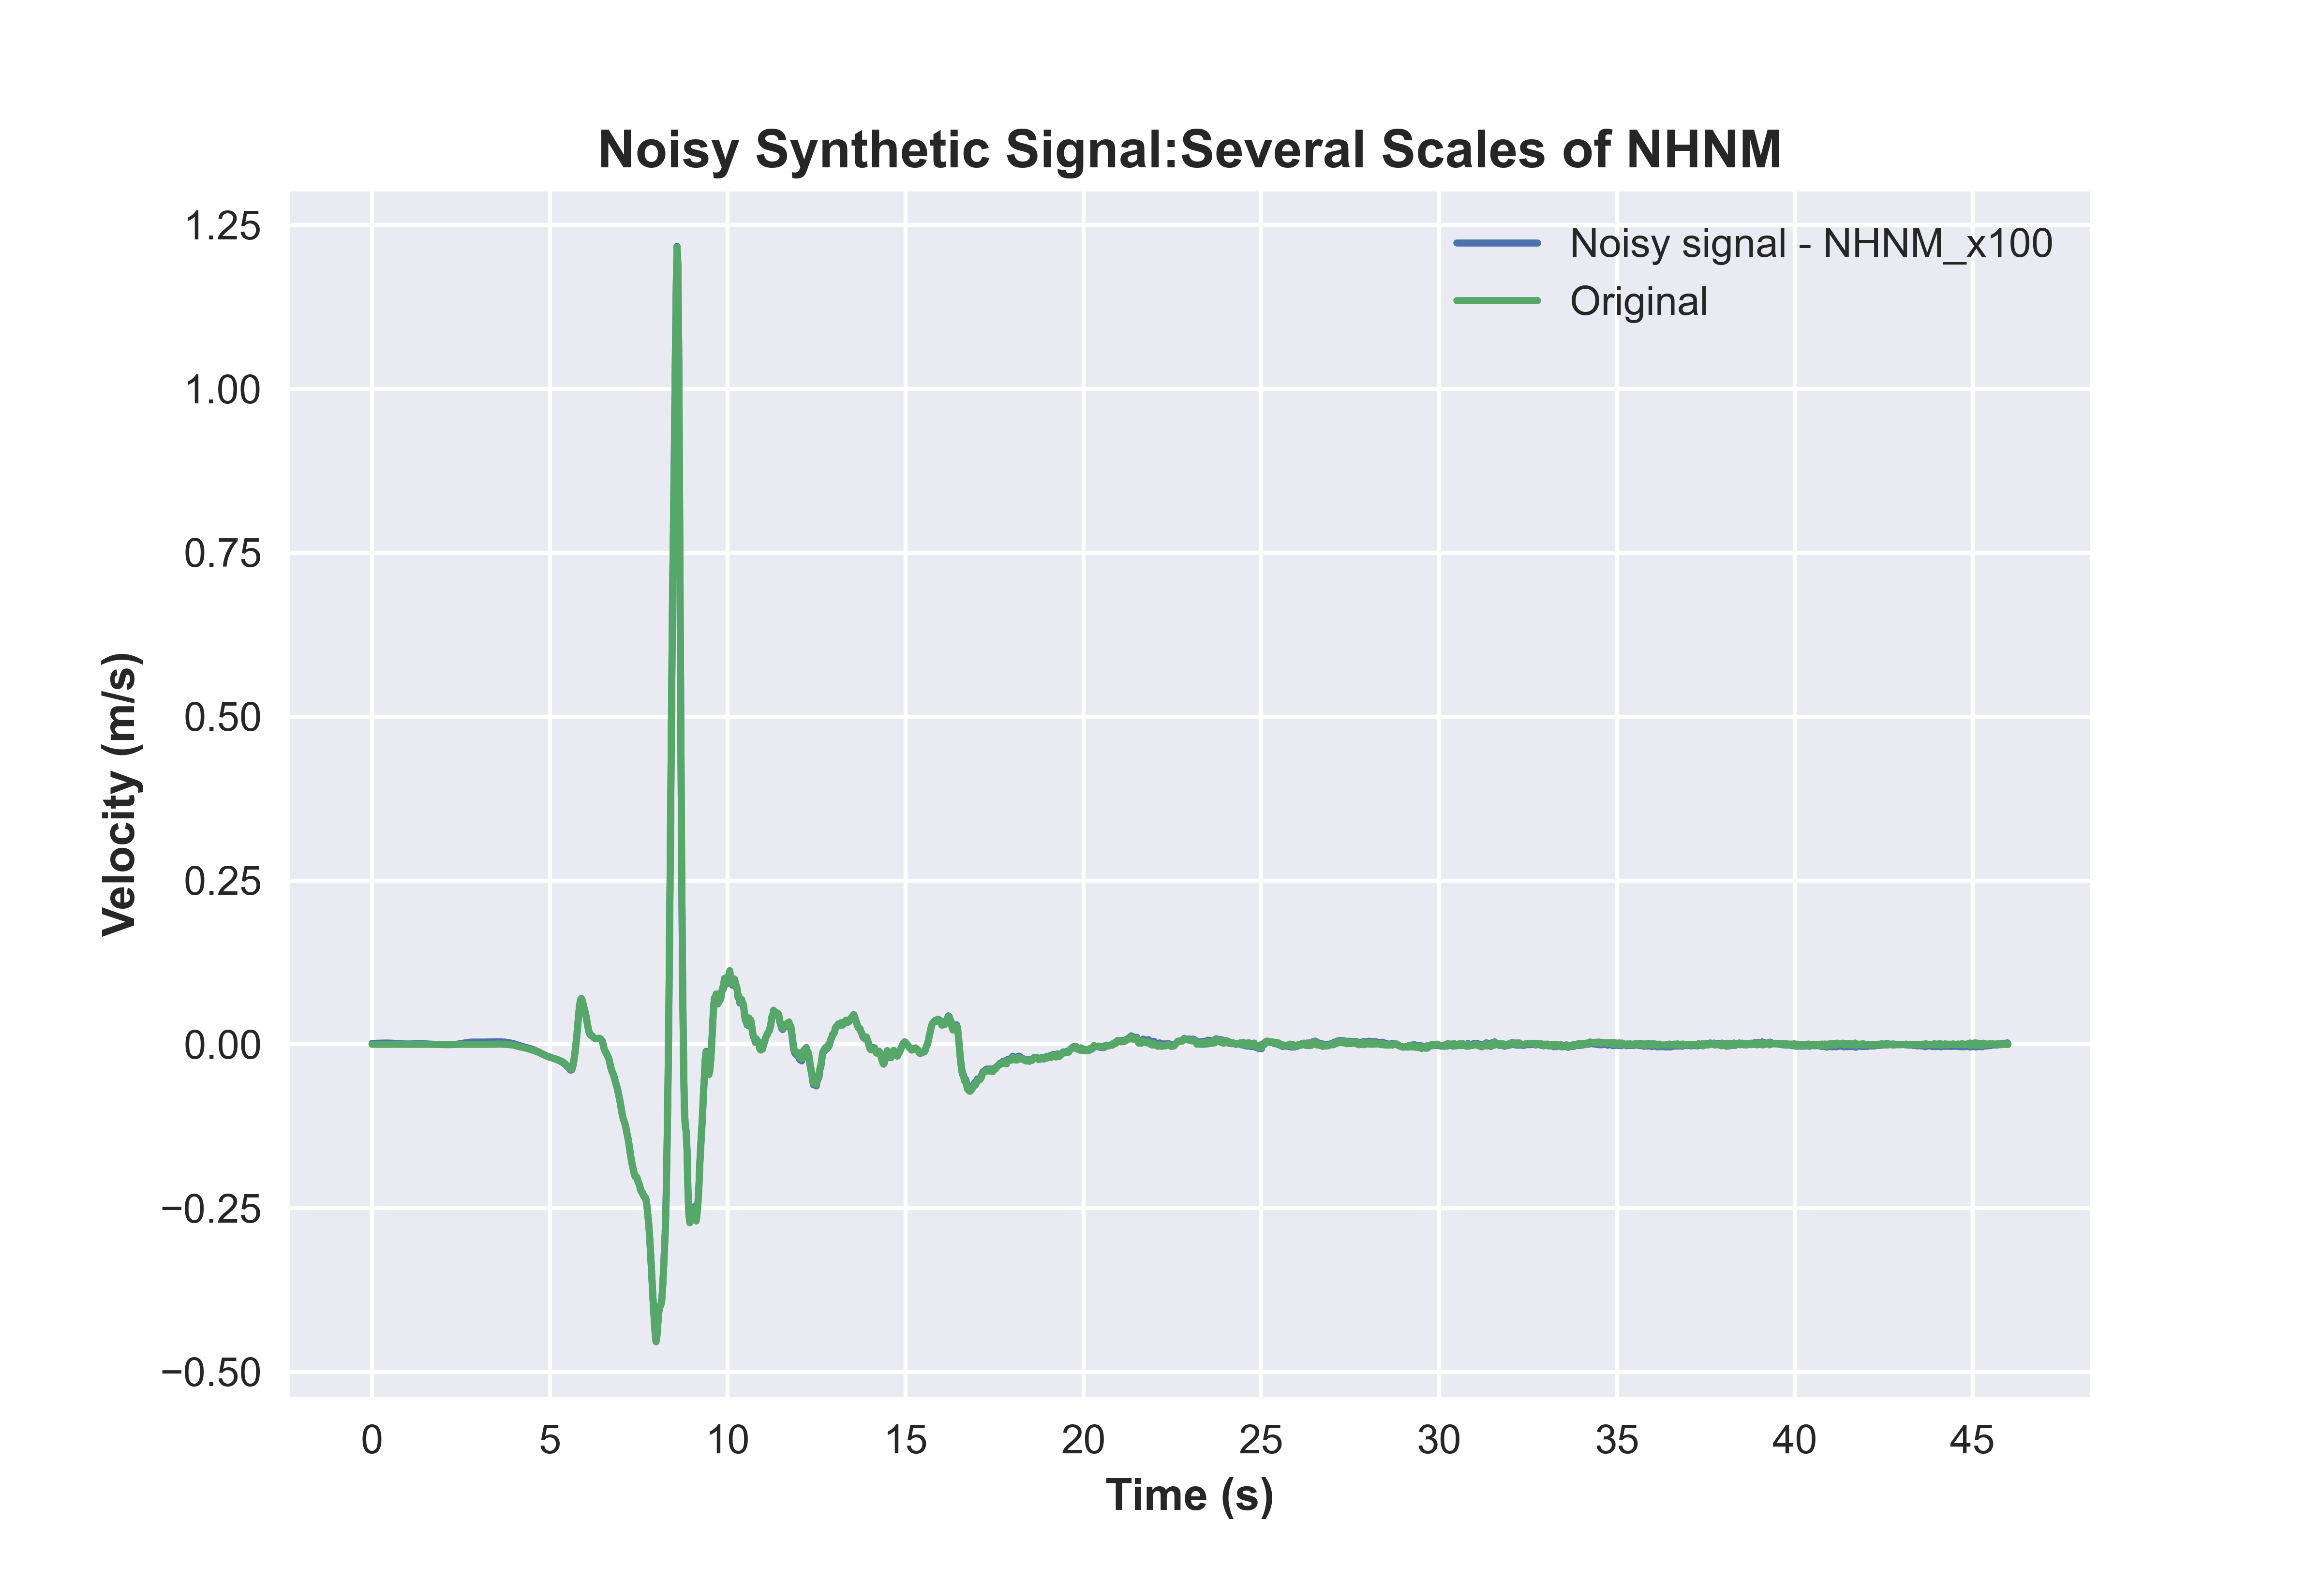 Noisy Synthetic Signal:Several Scales of NHNM
Noisy signal - NHNM_x100
Original
Velocity (m/s)
1.25
1.00
0.75
0.50
0.25
0.00
−0.25
−0.50
0 5 10 15 20 25 30 35 40 45
Time (s)